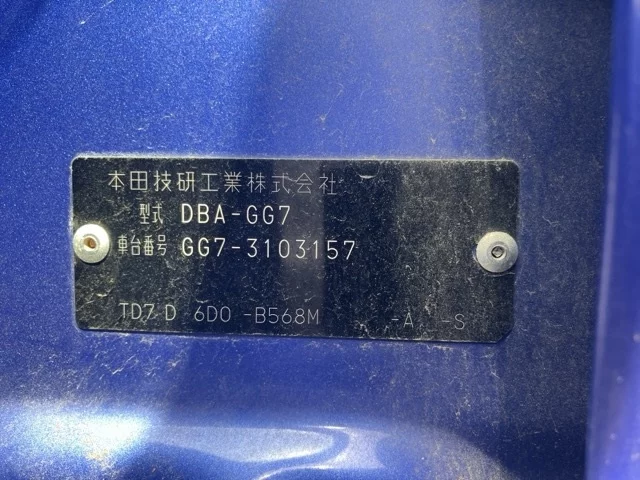 本田技研工業株式会社
型式 DBA-GG7
車台番号 GG7-3103157
TD7 D 6D0 -B568M -A -S